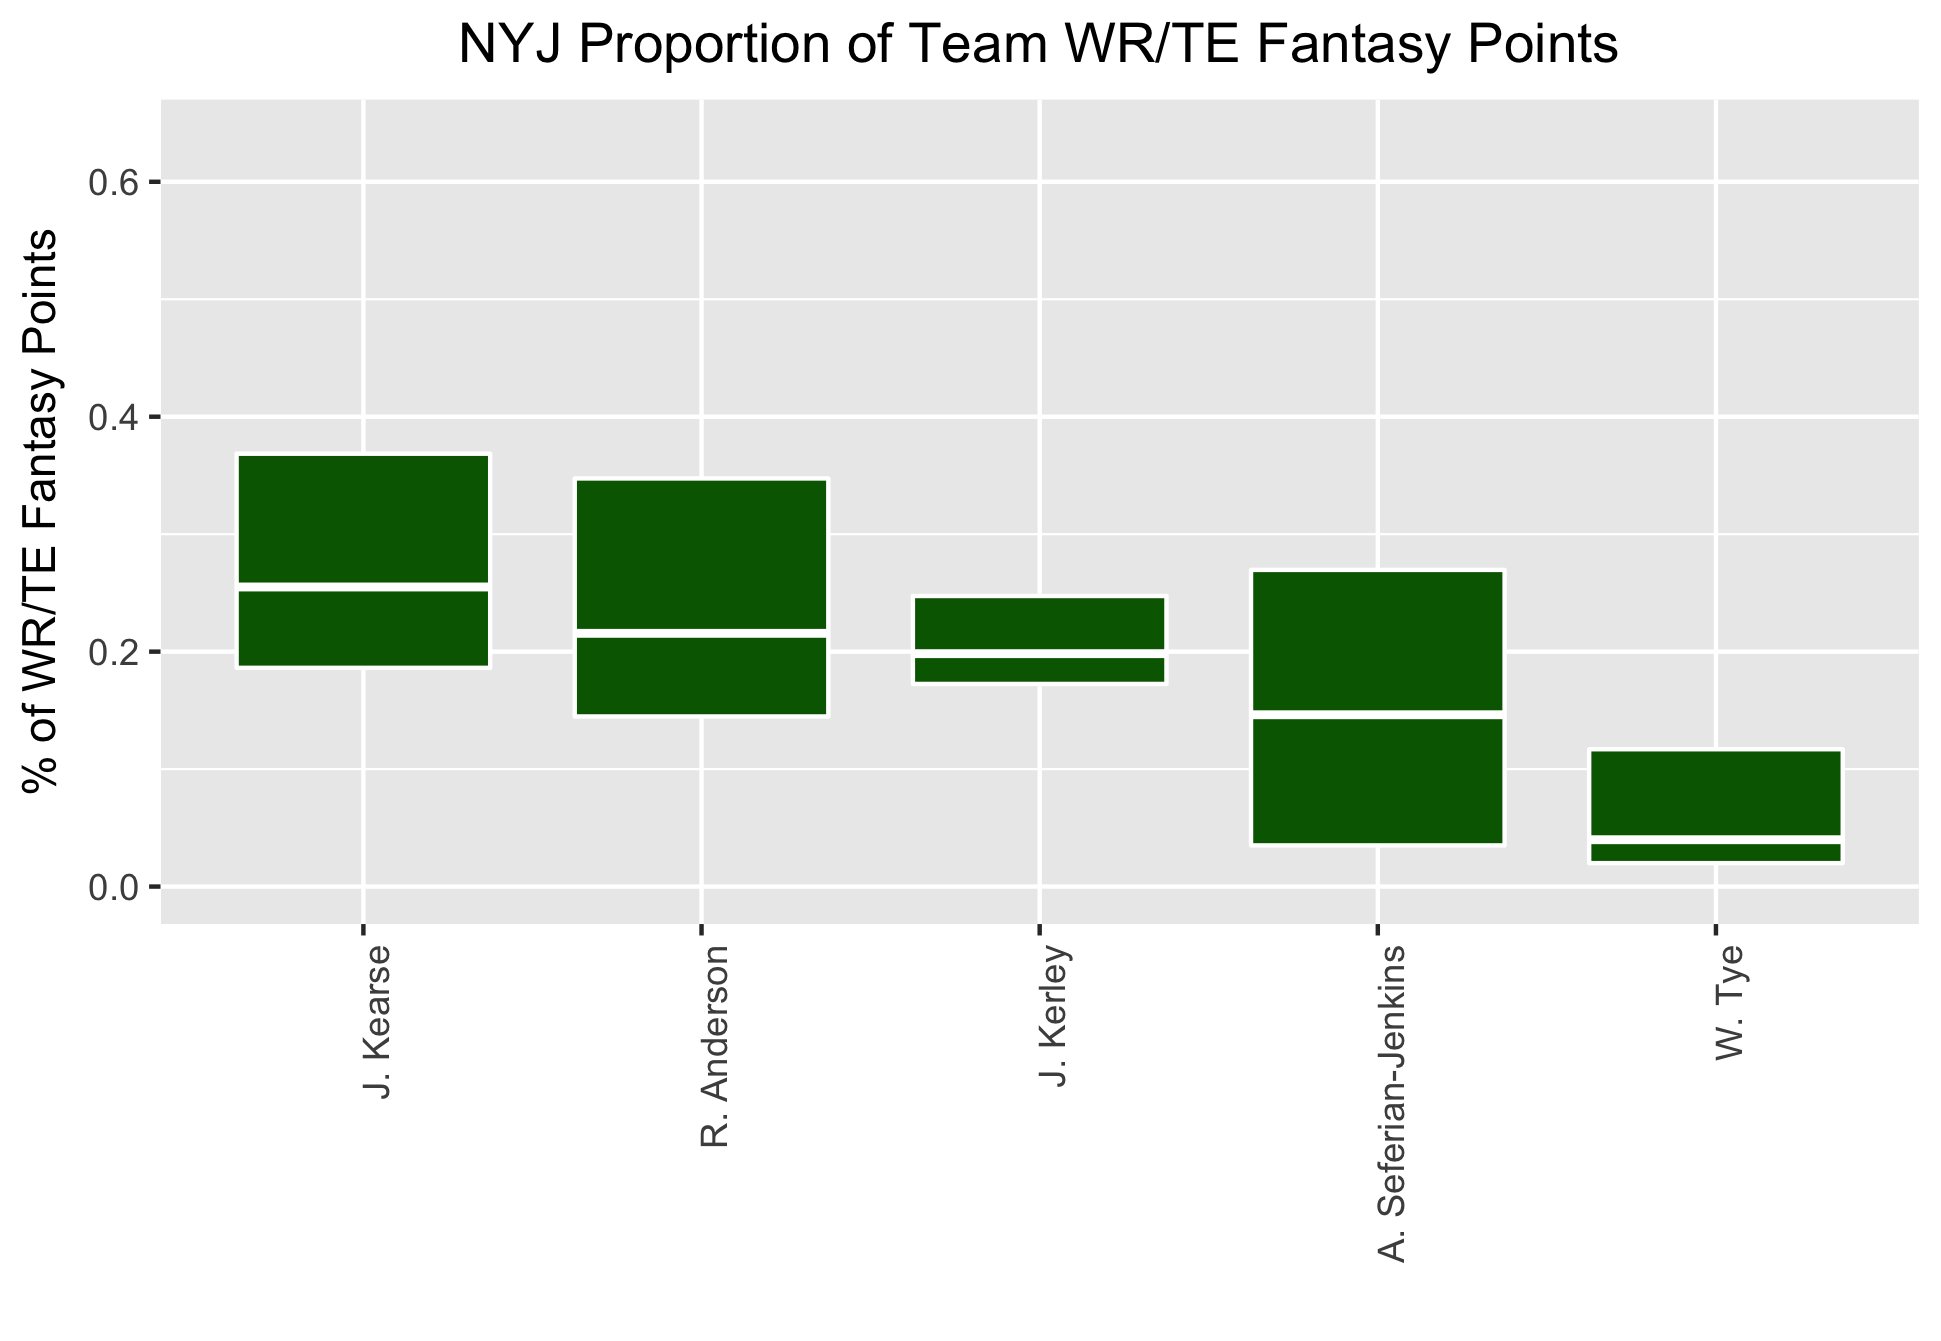 NYJ Proportion of Team WR/TE Fantasy Points
% of WR/TE Fantasy Points
0.6
0.4
0.2
0.0
J. Kearse
R. Anderson
J. Kerley
A. Seferian-Jenkins
W. Tye